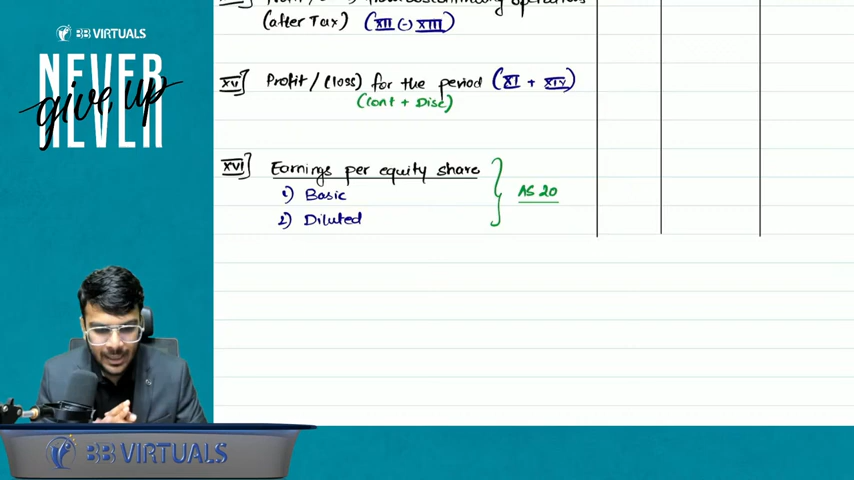 BB VIRTUALS
NEVER
give up
NEVER
(after Tax) (XII (-) XIII)
XV] Profit / (loss) for the period (XI + XIV)
(Cont + Disc)
XVI] Earnings per equity share
1) Basic
2) Diluted
AS 20
BB VIRTUALS